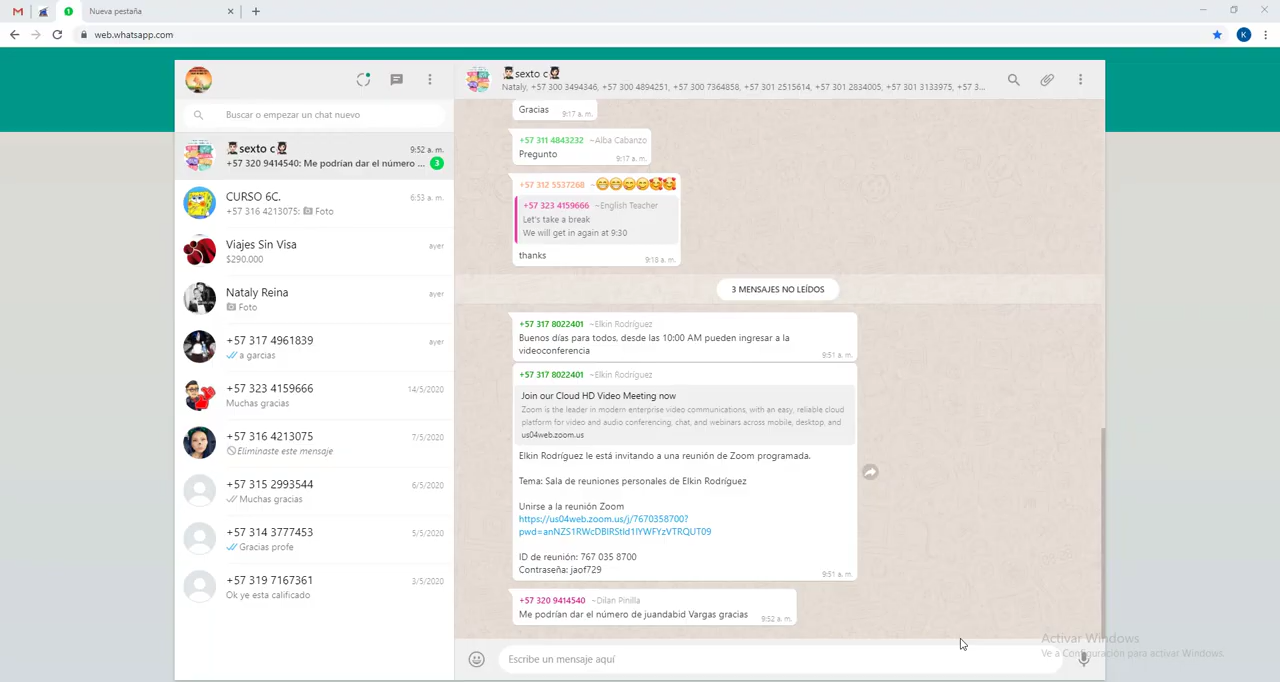 1
Nueva pestaña
web.whatsapp.com
K
Buscar o empezar un chat nuevo
sexto c
9:52 a. m.
+57 320 9414540: Me podrían dar el número ...
3
CURSO 6C.
6:53 a. m.
+57 316 4213075: Foto
Viajes Sin Visa
ayer
$290.000
Nataly Reina
ayer
Foto
+57 317 4961839
ayer
a garcias
+57 323 4159666
14/5/2020
Muchas gracias
+57 316 4213075
7/5/2020
Eliminaste este mensaje
+57 315 2993544
6/5/2020
Muchas gracias
+57 314 3777453
5/5/2020
Gracias profe
+57 319 7167361
3/5/2020
Ok ye esta calificado
sexto c
Nataly, +57 300 3494346, +57 300 4894251, +57 300 7364858, +57 301 2515614, +57 301 2834005, +57 301 3133975, +57 3...
Gracias
9:17 a. m.
+57 311 4843232 ~Alba Cabanzo
Pregunto
9:17 a. m.
+57 312 5537268 ~
+57 323 4159666 ~English Teacher
Let's take a break
We will get in again at 9:30
thanks
9:18 a. m.
3 MENSAJES NO LEÍDOS
+57 317 8022401 ~Elkin Rodríguez
Buenos días para todos, desde las 10:00 AM pueden ingresar a la
videoconferencia
9:51 a. m.
+57 317 8022401 ~Elkin Rodríguez
Join our Cloud HD Video Meeting now
Zoom is the leader in modern enterprise video communications, with an easy, reliable cloud
platform for video and audio conferencing, chat, and webinars across mobile, desktop, and
us04web.zoom.us
Elkin Rodríguez le está invitando a una reunión de Zoom programada.
Tema: Sala de reuniones personales de Elkin Rodríguez
Unirse a la reunión Zoom
https://us04web.zoom.us/j/7670358700?
pwd=anNZS1RWcDBIRStId1lYWFYzVTRQUT09
ID de reunión: 767 035 8700
Contraseña: jaof729
9:51 a. m.
+57 320 9414540 ~Dilan Pinilla
Me podrían dar el número de juandabid Vargas gracias
9:52 a. m.
Escribe un mensaje aquí
Activar Windows
Ve a Configuración para activar Windows.